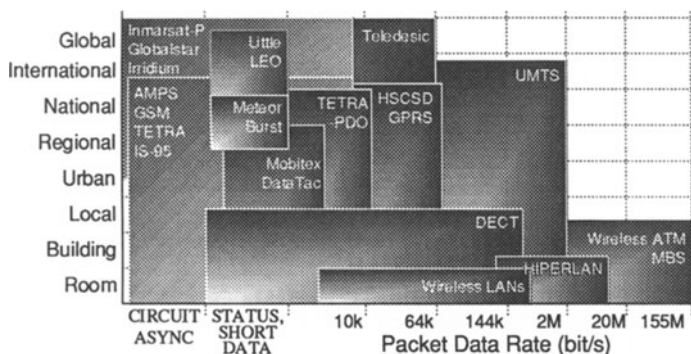 Global
International
National
Regional
Urban
Local
Building
Room
Inmarsat-P
Globalstar
Irridium
Little
LEO
Teledesic
UMTS
AMPS
GSM
TETRA
IS-95
Meteor
Burst
TETRA
-PDO
HSCSD
GPRS
Mobitex
DataTac
DECT
Wireless ATM
MBS
HIPERLAN
Wireless LANs
CIRCUIT
ASYNC
STATUS,
SHORT
DATA
10k 64k 144k 2M 20M 155M
Packet Data Rate (bit/s)